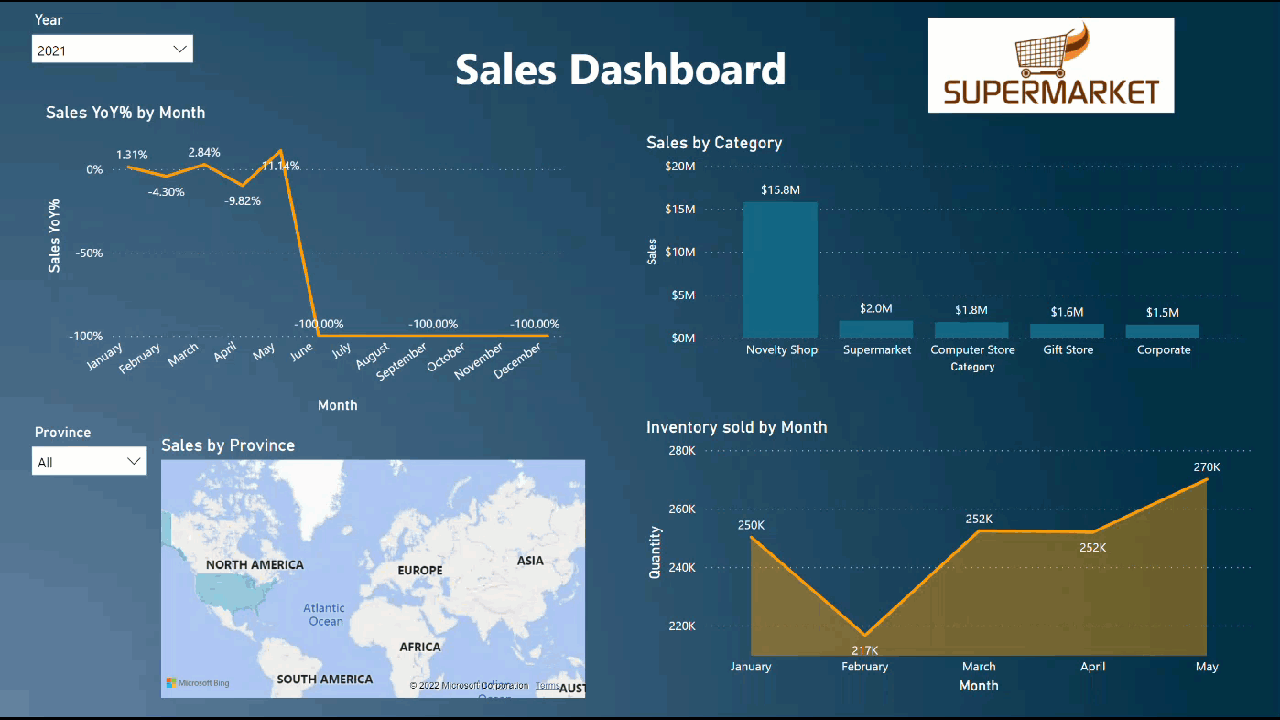 Year
2021
Sales Dashboard
SUPERMARKET
Sales YoY% by Month
1.31%
2.84%
11.14%
-4.30%
-9.82%
0%
-50%
-100%
Sales YoY%
-100.00%
-100.00%
-100.00%
January
February
March
April
May
June
July
August
September
October
November
December
Month
Sales by Category
$20M
$15M
$10M
$5M
$0M
Sales
$15.8M
$2.0M
$1.8M
$1.6M
$1.5M
Novelty Shop
Supermarket
Computer Store
Gift Store
Corporate
Category
Province
All
Sales by Province
NORTH AMERICA
EUROPE
ASIA
Atlantic
Ocean
AFRICA
SOUTH AMERICA
Indian
Ocean
AUST
Microsoft Bing
© 2022 Microsoft Corporation Terms
Inventory sold by Month
280K
260K
240K
220K
Quantity
250K
217K
252K
252K
270K
January
February
March
April
May
Month